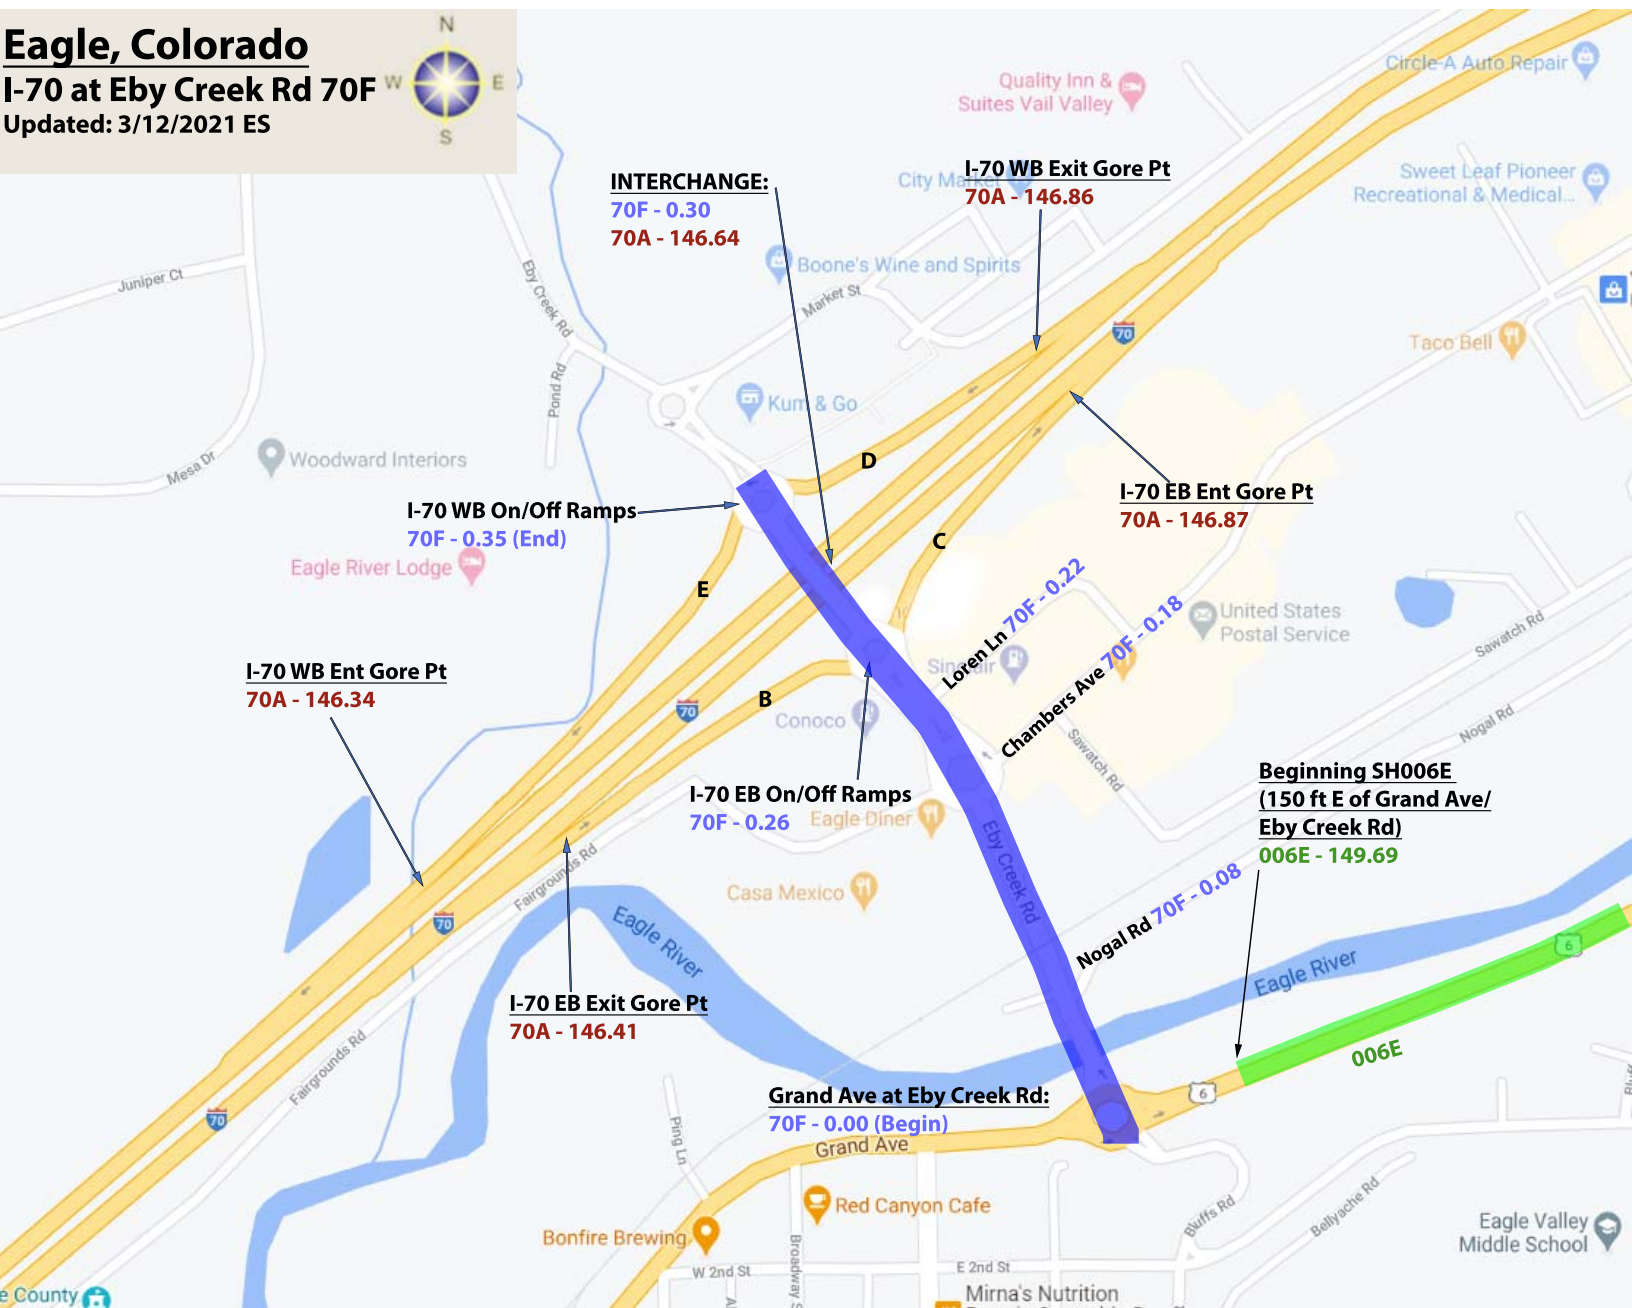 Eagle, Colorado
I-70 at Eby Creek Rd 70F
Updated: 3/12/2021 ES
N
W
E
S
Circle-A Auto Repair
Quality Inn &
Suites Vail Valley
I-70 WB Exit Gore Pt
70A - 146.86
City Market
INTERCHANGE:
70F - 0.30
70A - 146.64
Sweet Leaf Pioneer
Recreational & Medical...
Boone's Wine and Spirits
Market St
Juniper Ct
Eby Creek Rd
70
Taco Bell
Pond Rd
Kum & Go
Mesa Dr
Woodward Interiors
D
I-70 WB On/Off Ramps
70F - 0.35 (End)
I-70 EB Ent Gore Pt
70A - 146.87
C
Eagle River Lodge
E
Loren Ln 70F - 0.22
Chambers Ave 70F - 0.18
United States
Postal Service
Sawatch Rd
Sinclair
I-70 WB Ent Gore Pt
70A - 146.34
B
70
Conoco
Nogal Rd
Sawatch Rd
I-70 EB On/Off Ramps
70F - 0.26
Eagle Diner
Beginning SH006E
(150 ft E of Grand Ave/
Eby Creek Rd)
006E - 149.69
Eby Creek Rd
Fairgrounds Rd
Casa Mexico
Nogal Rd 70F - 0.08
70
Eagle River
6
Eagle River
I-70 EB Exit Gore Pt
70A - 146.41
006E
Fairgrounds Rd
6
Grand Ave at Eby Creek Rd:
70F - 0.00 (Begin)
70
Ping Ln
Grand Ave
Bluffs Rd
Bellyache Rd
Red Canyon Cafe
Bonfire Brewing
Broadway S
Eagle Valley
Middle School
W 2nd St
E 2nd St
e County
Mirna's Nutrition